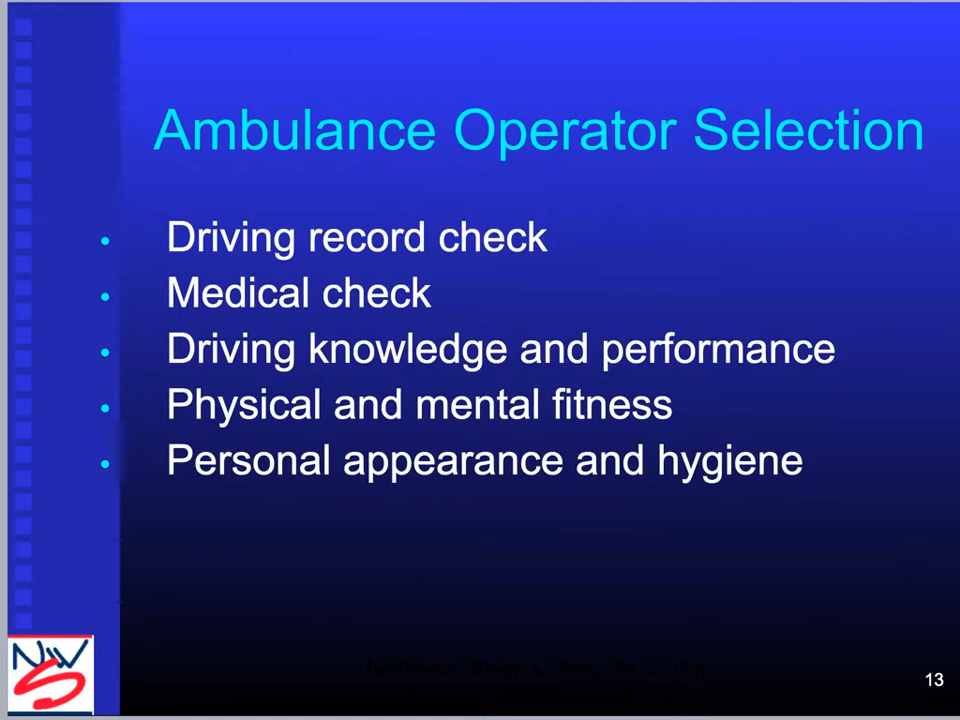 Ambulance Operator Selection
• Driving record check
• Medical check
• Driving knowledge and performance
• Physical and mental fitness
• Personal appearance and hygiene
NWS
13